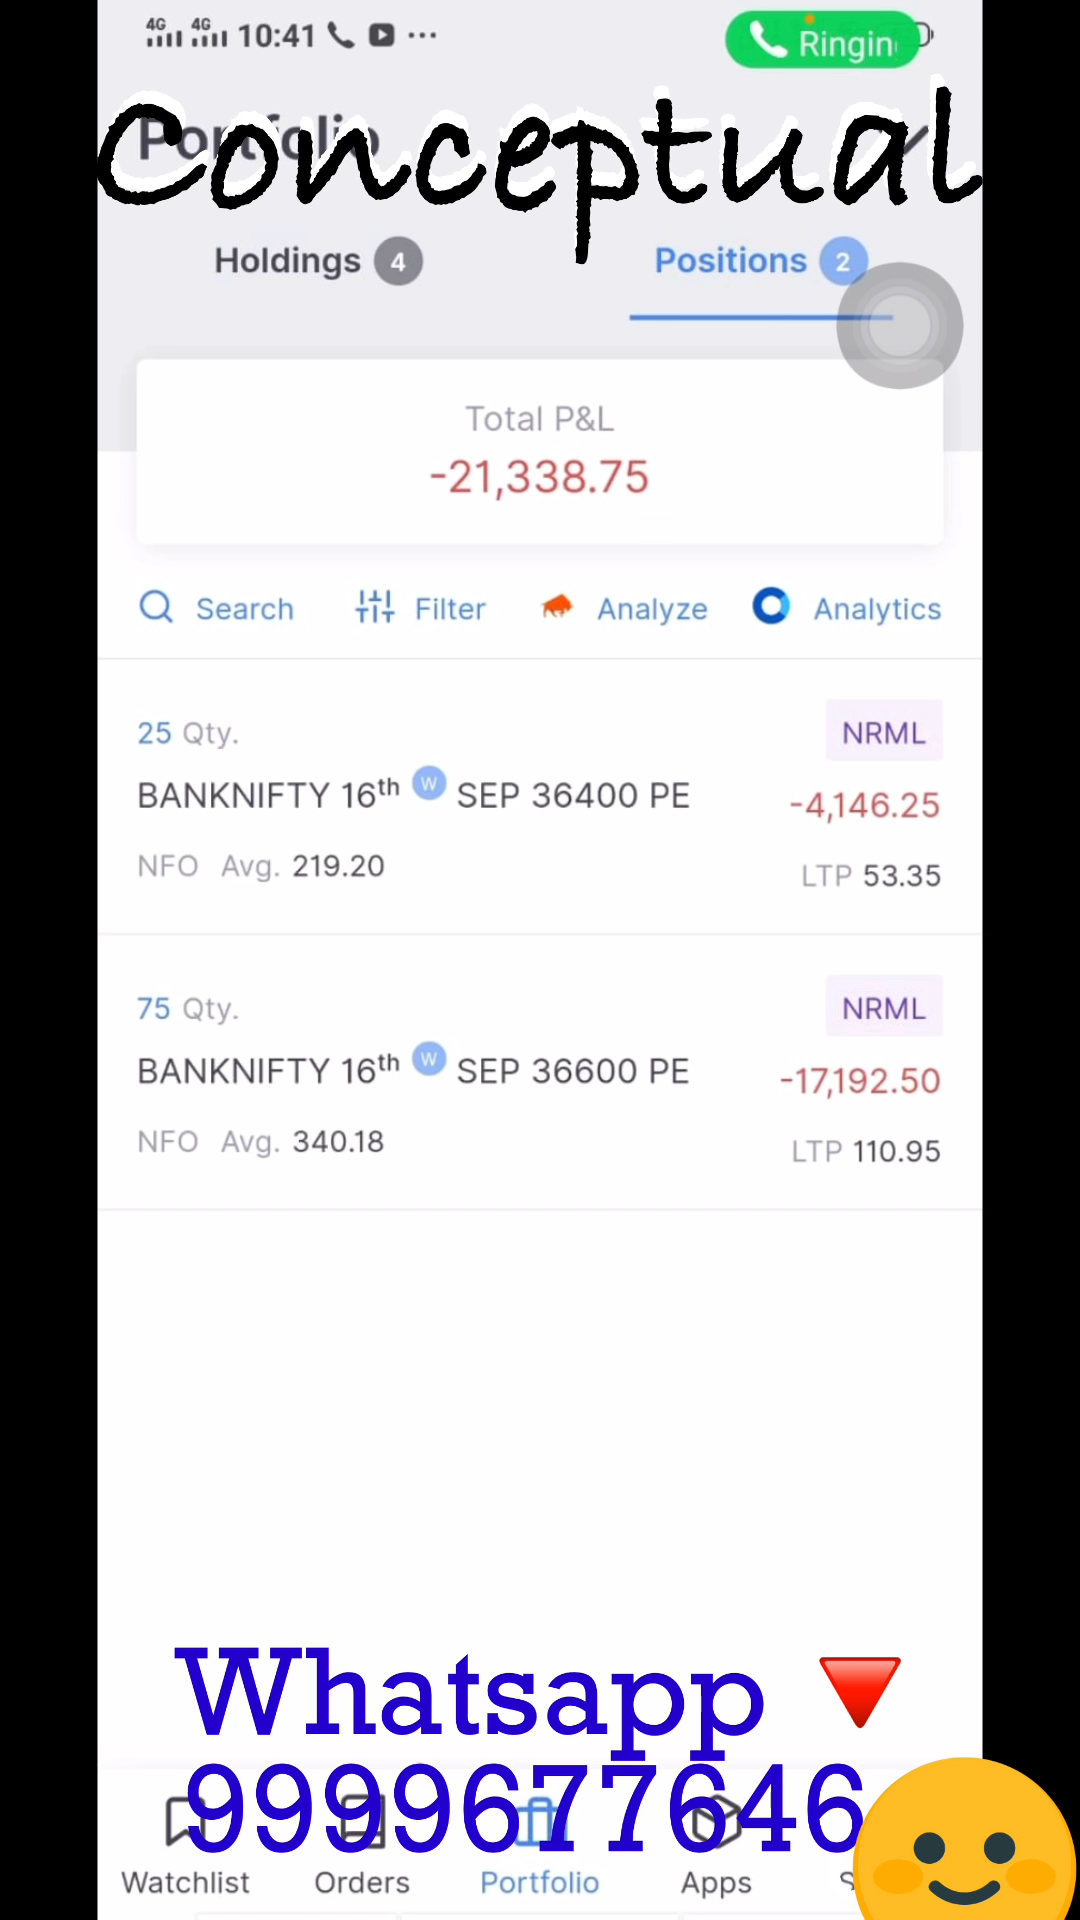 4G 4G 10:41 Ringin
Portfolio
Conceptual
Holdings 4 Positions 2
Total P&L
-21,338.75
Search Filter Analyze Analytics
25 Qty. NRML
BANKNIFTY 16th W SEP 36400 PE -4,146.25
NFO Avg. 219.20 LTP 53.35
75 Qty. NRML
BANKNIFTY 16th W SEP 36600 PE -17,192.50
NFO Avg. 340.18 LTP 110.95
Whatsapp
9999677646
Watchlist Orders Portfolio Apps